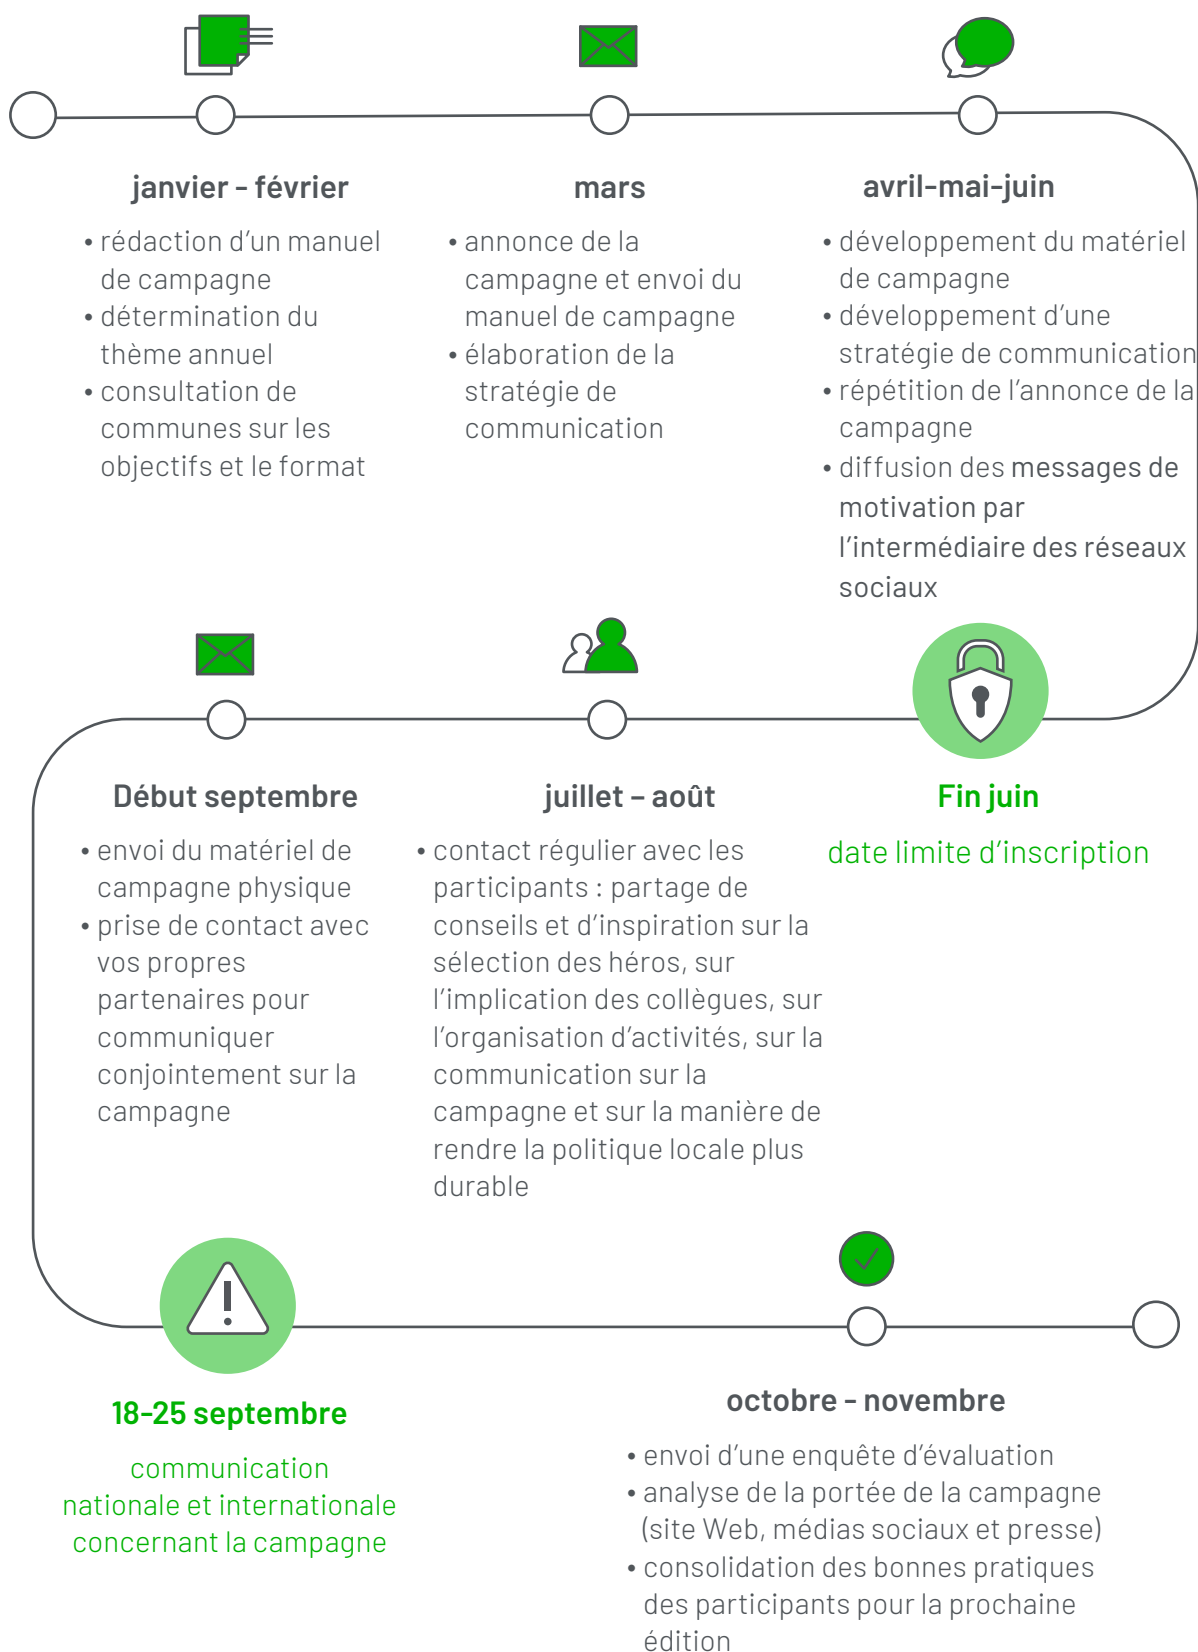 janvier - février
• rédaction d’un manuel
de campagne
• détermination du
thème annuel
• consultation de
communes sur les
objectifs et le format
mars
• annonce de la
campagne et envoi du
manuel de campagne
• élaboration de la
stratégie de
communication
avril-mai-juin
• développement du matériel
de campagne
• développement d’une
stratégie de communication
• répétition de l’annonce de la
campagne
• diffusion des messages de
motivation par
l’intermédiaire des réseaux
sociaux
Fin juin
date limite d’inscription
juillet – août
• contact régulier avec les
participants : partage de
conseils et d’inspiration sur la
sélection des héros, sur
l’implication des collègues, sur
l’organisation d’activités, sur la
communication sur la
campagne et sur la manière de
rendre la politique locale plus
durable
Début septembre
• envoi du matériel de
campagne physique
• prise de contact avec
vos propres
partenaires pour
communiquer
conjointement sur la
campagne
18-25 septembre
communication
nationale et internationale
concernant la campagne
octobre - novembre
• envoi d’une enquête d’évaluation
• analyse de la portée de la campagne
(site Web, médias sociaux et presse)
• consolidation des bonnes pratiques
des participants pour la prochaine
édition